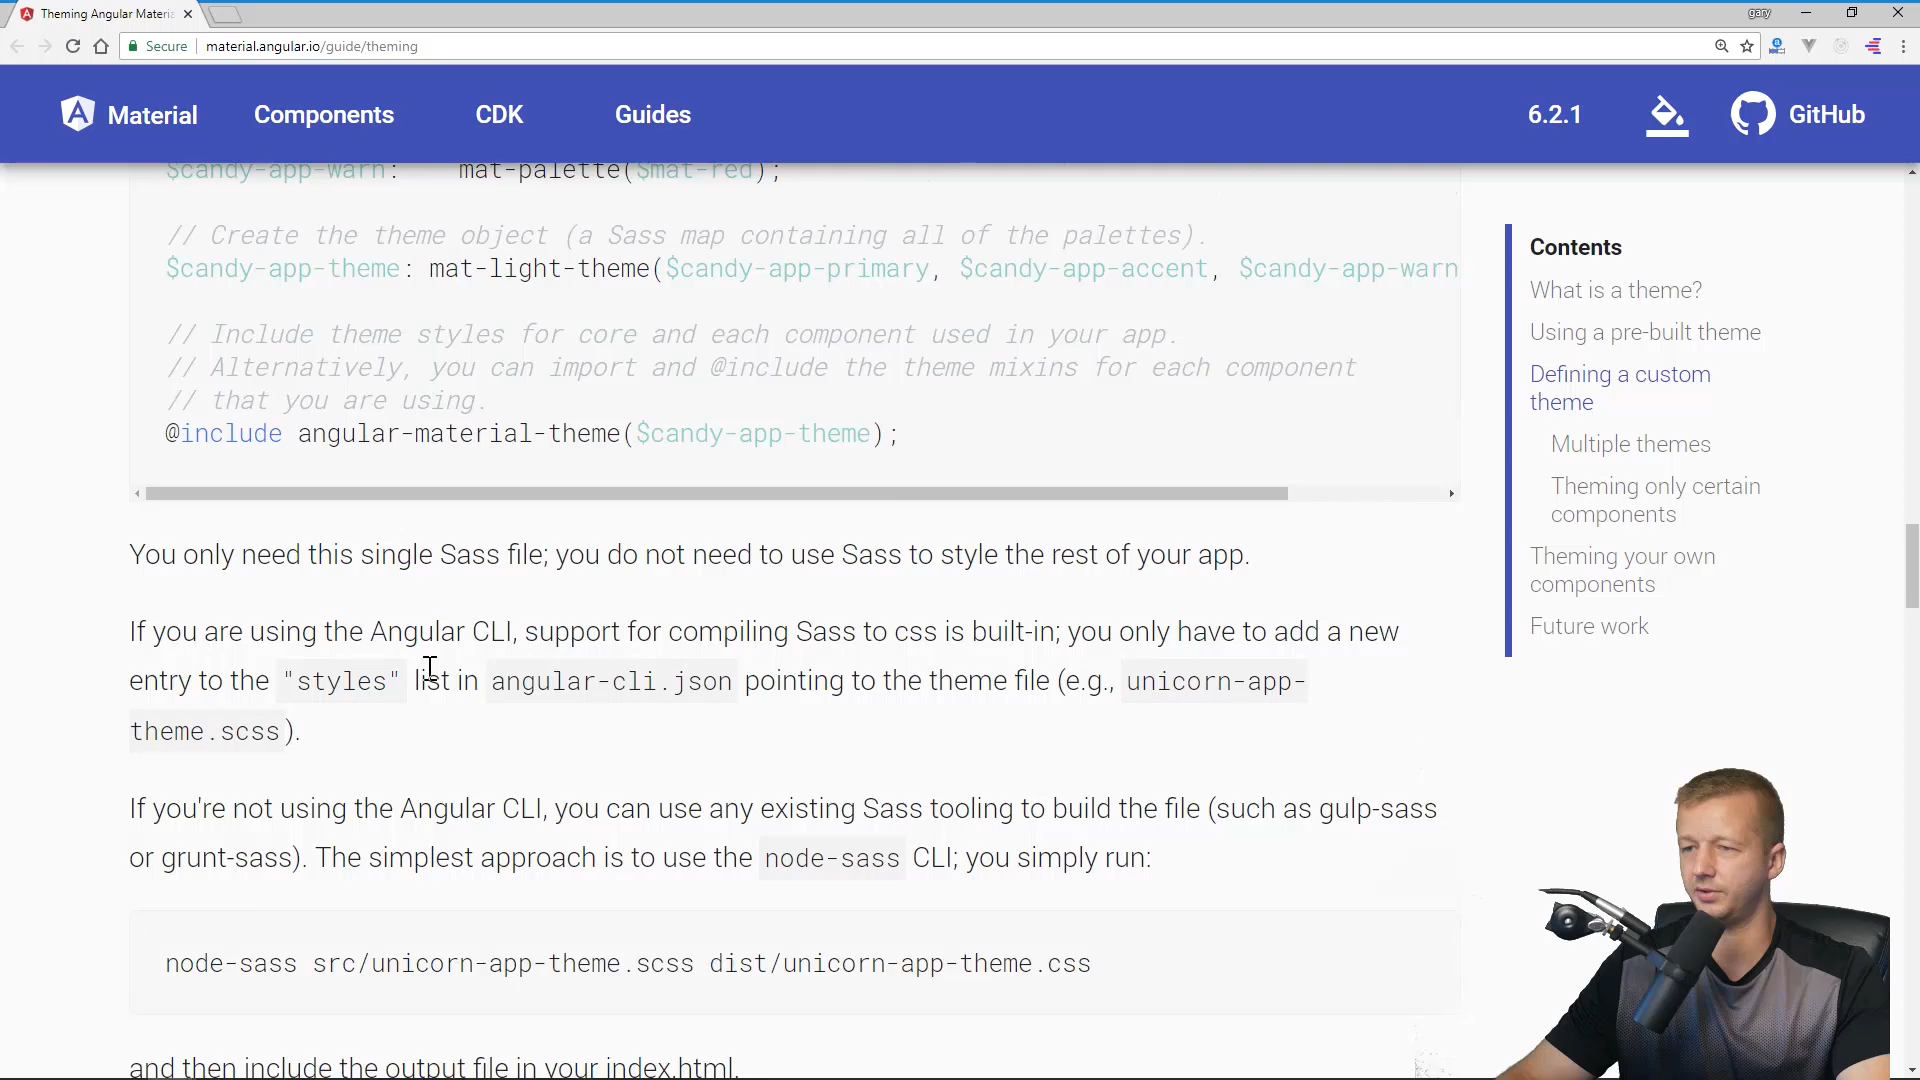 Theming Angular Materia
gary
Secure
material.angular.io/guide/theming
Material
Components
CDK
Guides
6.2.1
GitHub
$candy-app-warn: mat-palette($mat-red);
// Create the theme object (a Sass map containing all of the palettes).
$candy-app-theme: mat-light-theme($candy-app-primary, $candy-app-accent, $candy-app-warn
// Include theme styles for core and each component used in your app.
// Alternatively, you can import and @include the theme mixins for each component
// that you are using.
@include angular-material-theme($candy-app-theme);
You only need this single Sass file; you do not need to use Sass to style the rest of your app.
If you are using the Angular CLI, support for compiling Sass to css is built-in; you only have to add a new
entry to the "styles" list in angular-cli.json pointing to the theme file (e.g., unicorn-app-
theme.scss).
If you're not using the Angular CLI, you can use any existing Sass tooling to build the file (such as gulp-sass
or grunt-sass). The simplest approach is to use the node-sass CLI; you simply run:
node-sass src/unicorn-app-theme.scss dist/unicorn-app-theme.css
and then include the output file in your index.html.
Contents
What is a theme?
Using a pre-built theme
Defining a custom
theme
Multiple themes
Theming only certain
components
Theming your own
components
Future work